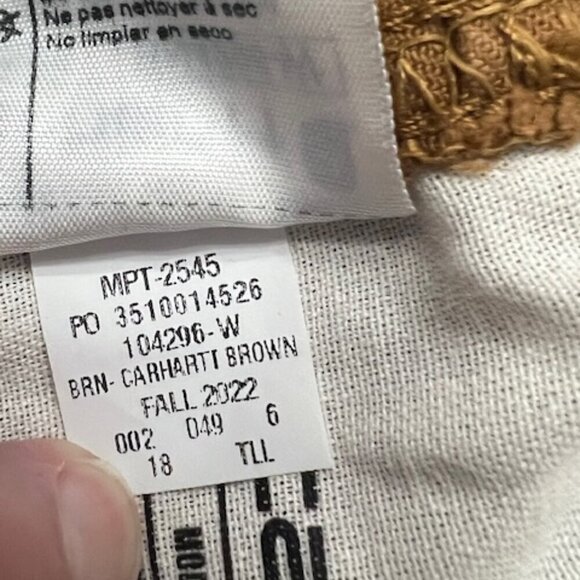 Ne pas nettoyer à sec
No limpiar en seco
MPT-2545
PO 3510014526
104296-W
BRN- CARHARTT BROWN
FALL 2022
002 049 6
18 TLL